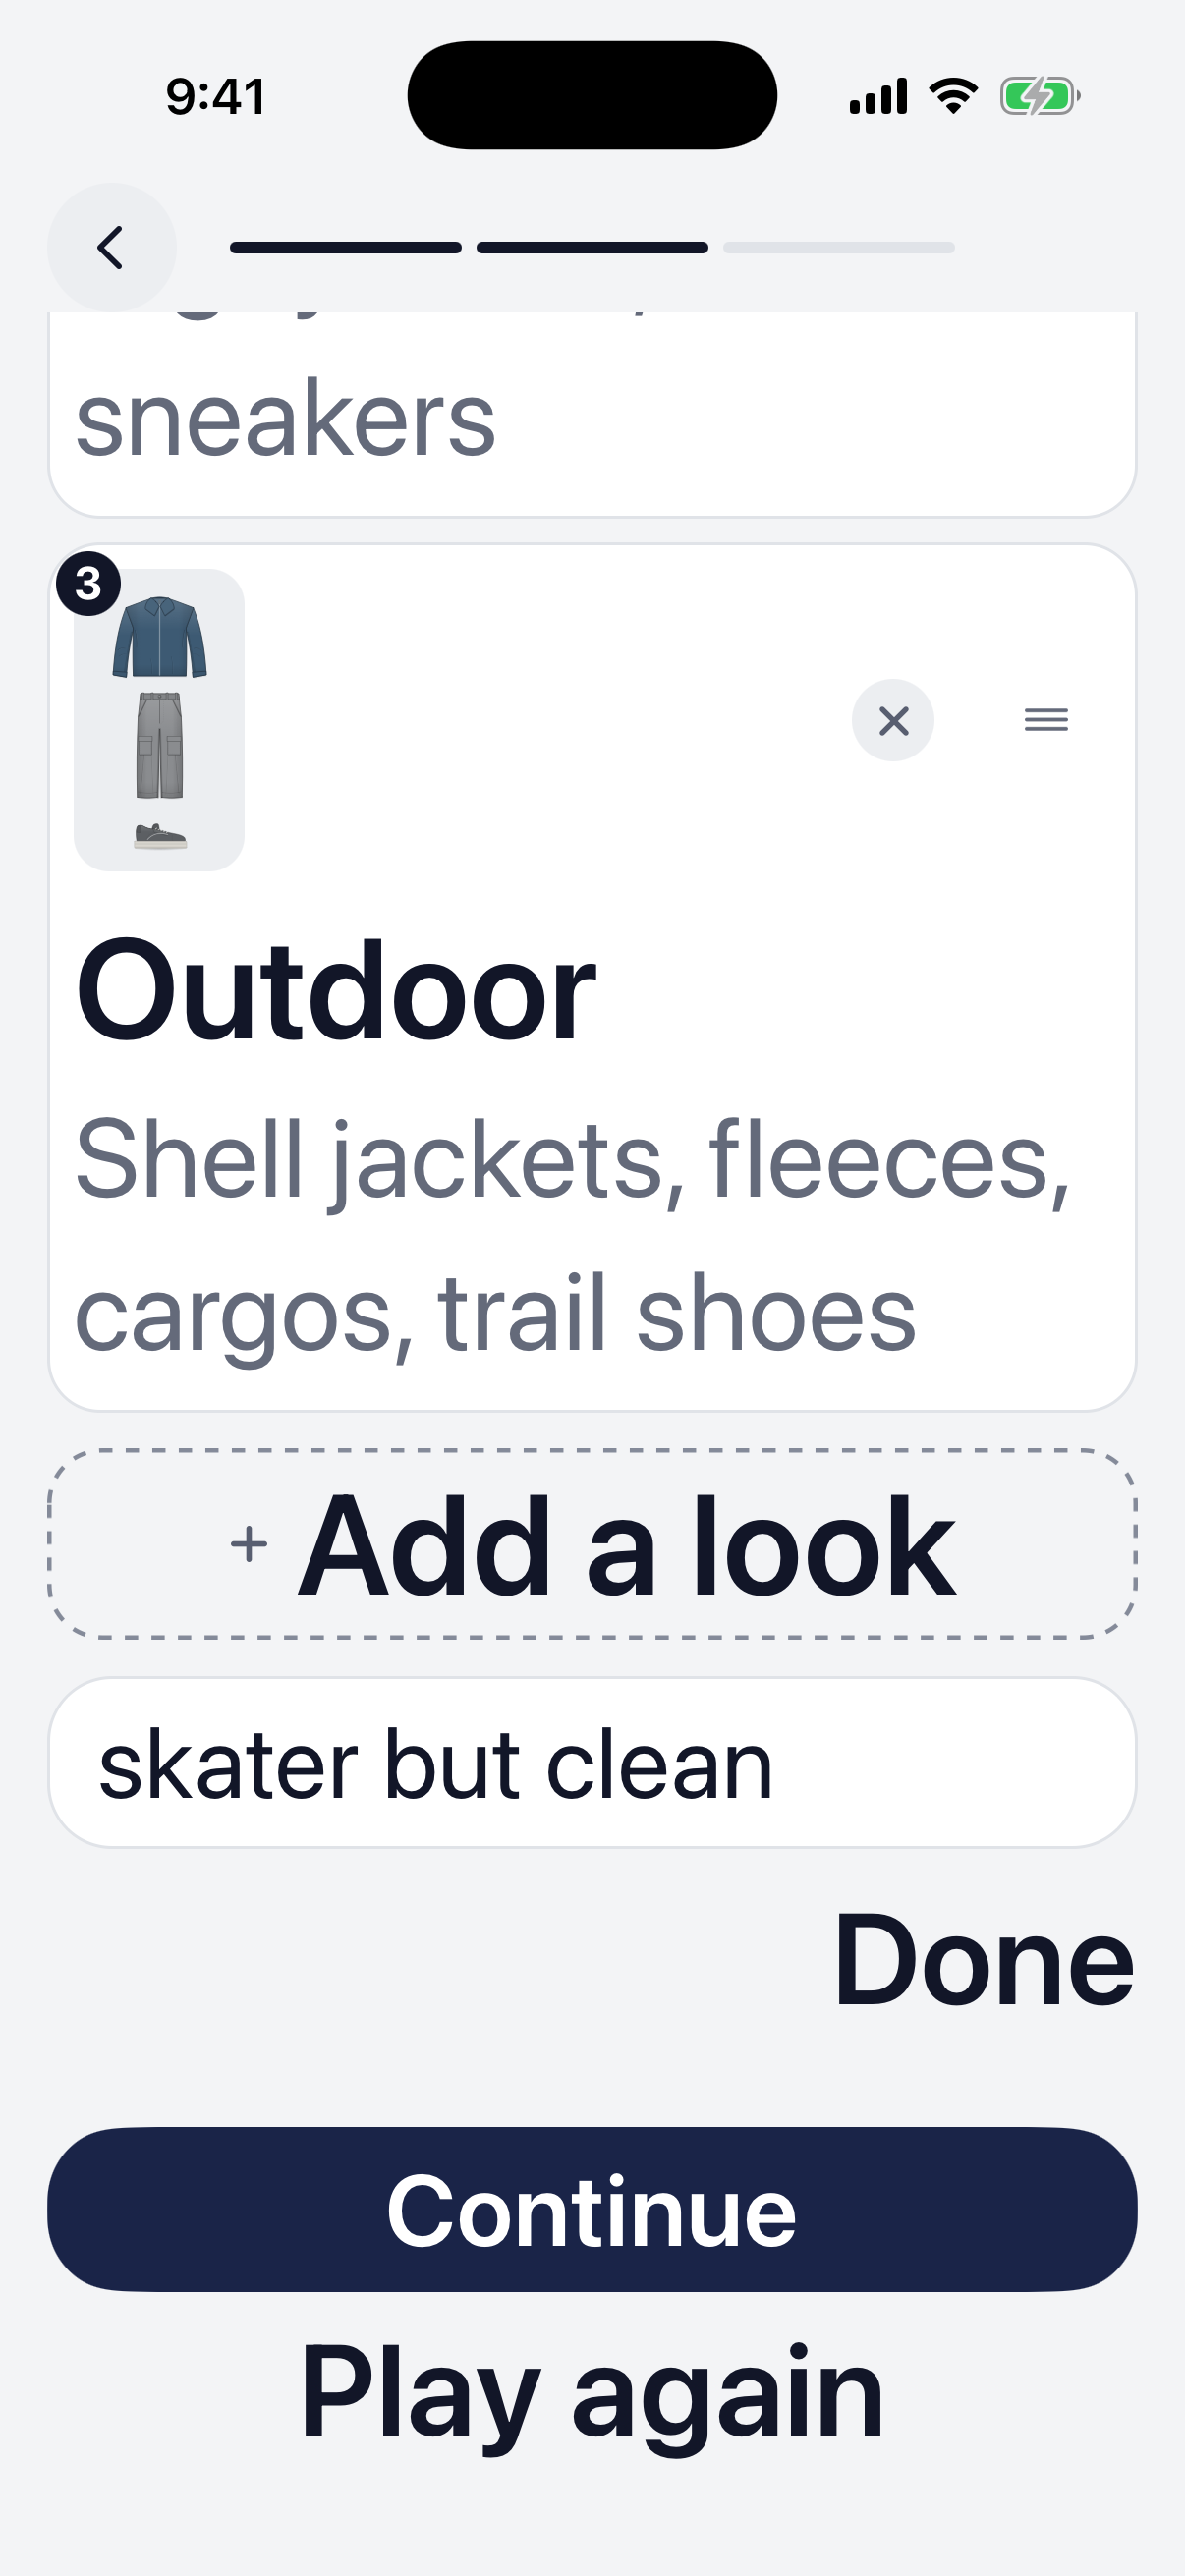 9:41
sneakers
3
Outdoor
Shell jackets, fleeces,
cargos, trail shoes
+ Add a look
skater but clean
Done
Continue
Play again